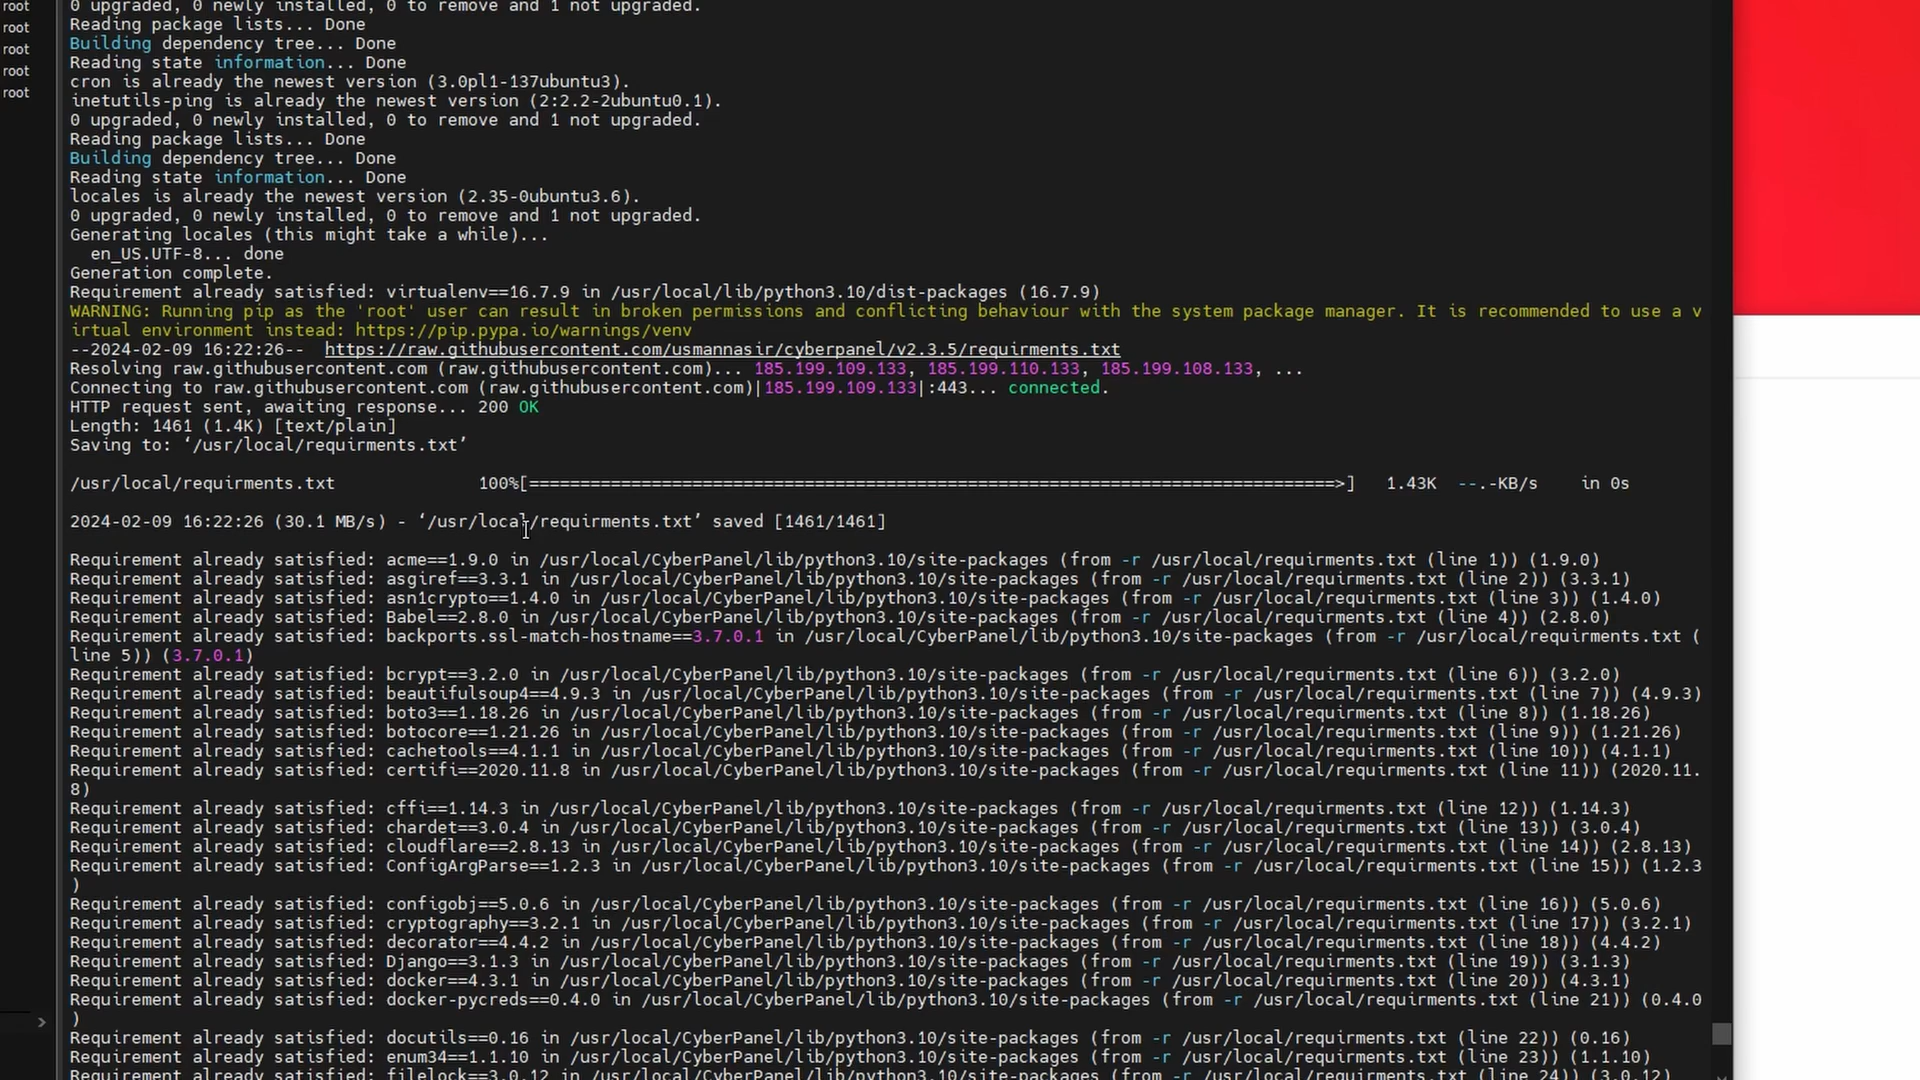 root
root
root
root
root
0 upgraded, 0 newly installed, 0 to remove and 1 not upgraded.
Reading package lists... Done
Building dependency tree... Done
Reading state information... Done
cron is already the newest version (3.0pl1-137ubuntu3).
inetutils-ping is already the newest version (2:2.2-2ubuntu0.1).
0 upgraded, 0 newly installed, 0 to remove and 1 not upgraded.
Reading package lists... Done
Building dependency tree... Done
Reading state information... Done
locales is already the newest version (2.35-0ubuntu3.6).
0 upgraded, 0 newly installed, 0 to remove and 1 not upgraded.
Generating locales (this might take a while)...
  en_US.UTF-8... done
Generation complete.
Requirement already satisfied: virtualenv==16.7.9 in /usr/local/lib/python3.10/dist-packages (16.7.9)
WARNING: Running pip as the 'root' user can result in broken permissions and conflicting behaviour with the system package manager. It is recommended to use a v
irtual environment instead: https://pip.pypa.io/warnings/venv
--2024-02-09 16:22:26--  https://raw.githubusercontent.com/usmannasir/cyberpanel/v2.3.5/requirments.txt
Resolving raw.githubusercontent.com (raw.githubusercontent.com)... 185.199.109.133, 185.199.110.133, 185.199.108.133, ...
Connecting to raw.githubusercontent.com (raw.githubusercontent.com)|185.199.109.133|:443... connected.
HTTP request sent, awaiting response... 200 OK
Length: 1461 (1.4K) [text/plain]
Saving to: ‘/usr/local/requirments.txt’
/usr/local/requirments.txt 100%[===============================================================================>] 1.43K --.-KB/s in 0s
2024-02-09 16:22:26 (30.1 MB/s) - ‘/usr/local/requirments.txt’ saved [1461/1461]
Requirement already satisfied: acme==1.9.0 in /usr/local/CyberPanel/lib/python3.10/site-packages (from -r /usr/local/requirments.txt (line 1)) (1.9.0)
Requirement already satisfied: asgiref==3.3.1 in /usr/local/CyberPanel/lib/python3.10/site-packages (from -r /usr/local/requirments.txt (line 2)) (3.3.1)
Requirement already satisfied: asn1crypto==1.4.0 in /usr/local/CyberPanel/lib/python3.10/site-packages (from -r /usr/local/requirments.txt (line 3)) (1.4.0)
Requirement already satisfied: Babel==2.8.0 in /usr/local/CyberPanel/lib/python3.10/site-packages (from -r /usr/local/requirments.txt (line 4)) (2.8.0)
Requirement already satisfied: backports.ssl-match-hostname==3.7.0.1 in /usr/local/CyberPanel/lib/python3.10/site-packages (from -r /usr/local/requirments.txt (
line 5)) (3.7.0.1)
Requirement already satisfied: bcrypt==3.2.0 in /usr/local/CyberPanel/lib/python3.10/site-packages (from -r /usr/local/requirments.txt (line 6)) (3.2.0)
Requirement already satisfied: beautifulsoup4==4.9.3 in /usr/local/CyberPanel/lib/python3.10/site-packages (from -r /usr/local/requirments.txt (line 7)) (4.9.3)
Requirement already satisfied: boto3==1.18.26 in /usr/local/CyberPanel/lib/python3.10/site-packages (from -r /usr/local/requirments.txt (line 8)) (1.18.26)
Requirement already satisfied: botocore==1.21.26 in /usr/local/CyberPanel/lib/python3.10/site-packages (from -r /usr/local/requirments.txt (line 9)) (1.21.26)
Requirement already satisfied: cachetools==4.1.1 in /usr/local/CyberPanel/lib/python3.10/site-packages (from -r /usr/local/requirments.txt (line 10)) (4.1.1)
Requirement already satisfied: certifi==2020.11.8 in /usr/local/CyberPanel/lib/python3.10/site-packages (from -r /usr/local/requirments.txt (line 11)) (2020.11.
8)
Requirement already satisfied: cffi==1.14.3 in /usr/local/CyberPanel/lib/python3.10/site-packages (from -r /usr/local/requirments.txt (line 12)) (1.14.3)
Requirement already satisfied: chardet==3.0.4 in /usr/local/CyberPanel/lib/python3.10/site-packages (from -r /usr/local/requirments.txt (line 13)) (3.0.4)
Requirement already satisfied: cloudflare==2.8.13 in /usr/local/CyberPanel/lib/python3.10/site-packages (from -r /usr/local/requirments.txt (line 14)) (2.8.13)
Requirement already satisfied: ConfigArgParse==1.2.3 in /usr/local/CyberPanel/lib/python3.10/site-packages (from -r /usr/local/requirments.txt (line 15)) (1.2.3
)
Requirement already satisfied: configobj==5.0.6 in /usr/local/CyberPanel/lib/python3.10/site-packages (from -r /usr/local/requirments.txt (line 16)) (5.0.6)
Requirement already satisfied: cryptography==3.2.1 in /usr/local/CyberPanel/lib/python3.10/site-packages (from -r /usr/local/requirments.txt (line 17)) (3.2.1)
Requirement already satisfied: decorator==4.4.2 in /usr/local/CyberPanel/lib/python3.10/site-packages (from -r /usr/local/requirments.txt (line 18)) (4.4.2)
Requirement already satisfied: Django==3.1.3 in /usr/local/CyberPanel/lib/python3.10/site-packages (from -r /usr/local/requirments.txt (line 19)) (3.1.3)
Requirement already satisfied: docker==4.3.1 in /usr/local/CyberPanel/lib/python3.10/site-packages (from -r /usr/local/requirments.txt (line 20)) (4.3.1)
Requirement already satisfied: docker-pycreds==0.4.0 in /usr/local/CyberPanel/lib/python3.10/site-packages (from -r /usr/local/requirments.txt (line 21)) (0.4.0
)
Requirement already satisfied: docutils==0.16 in /usr/local/CyberPanel/lib/python3.10/site-packages (from -r /usr/local/requirments.txt (line 22)) (0.16)
Requirement already satisfied: enum34==1.1.10 in /usr/local/CyberPanel/lib/python3.10/site-packages (from -r /usr/local/requirments.txt (line 23)) (1.1.10)
Requirement already satisfied: filelock==3.0.12 in /usr/local/CyberPanel/lib/python3.10/site-packages (from -r /usr/local/requirments.txt (line 24)) (3.0.12)